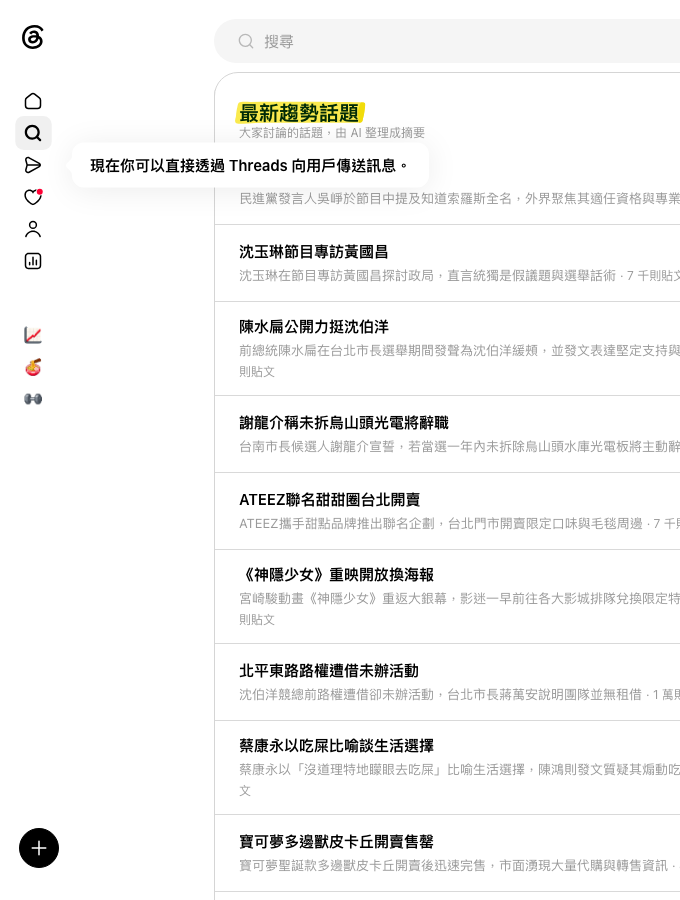 搜尋
最新趨勢話題
大家討論的話題，由 AI 整理成摘要
現在你可以直接透過 Threads 向用戶傳送訊息。
民進黨發言人吳崢於節目中提及知道索羅斯全名，外界聚焦其適任資格與專業
沈玉琳節目專訪黃國昌
沈玉琳在節目專訪黃國昌探討政局，直言統獨是假議題與選舉話術 · 7 千則貼文
陳水扁公開力挺沈伯洋
前總統陳水扁在台北市長選舉期間發聲為沈伯洋緩頰，並發文表達堅定支持與
則貼文
謝龍介稱未拆烏山頭光電將辭職
台南市長候選人謝龍介宣誓，若當選一年內未拆除烏山頭水庫光電板將主動辭
ATEEZ聯名甜甜圈台北開賣
ATEEZ攜手甜點品牌推出聯名企劃，台北門市開賣限定口味與毛毯周邊 · 7 千
《神隱少女》重映開放換海報
宮崎駿動畫《神隱少女》重返大銀幕，影迷一早前往各大影城排隊兌換限定特
則貼文
北平東路路權遭借未辦活動
沈伯洋競總前路權遭借卻未辦活動，台北市長蔣萬安說明團隊並無租借 · 1 萬
蔡康永以吃屎比喻談生活選擇
蔡康永以「沒道理特地矇眼去吃屎」比喻生活選擇，陳鴻則發文質疑其煽動吃
文
寶可夢多邊獸皮卡丘開賣售罄
寶可夢聖誕款多邊獸皮卡丘開賣後迅速完售，市面湧現大量代購與轉售資訊 ·